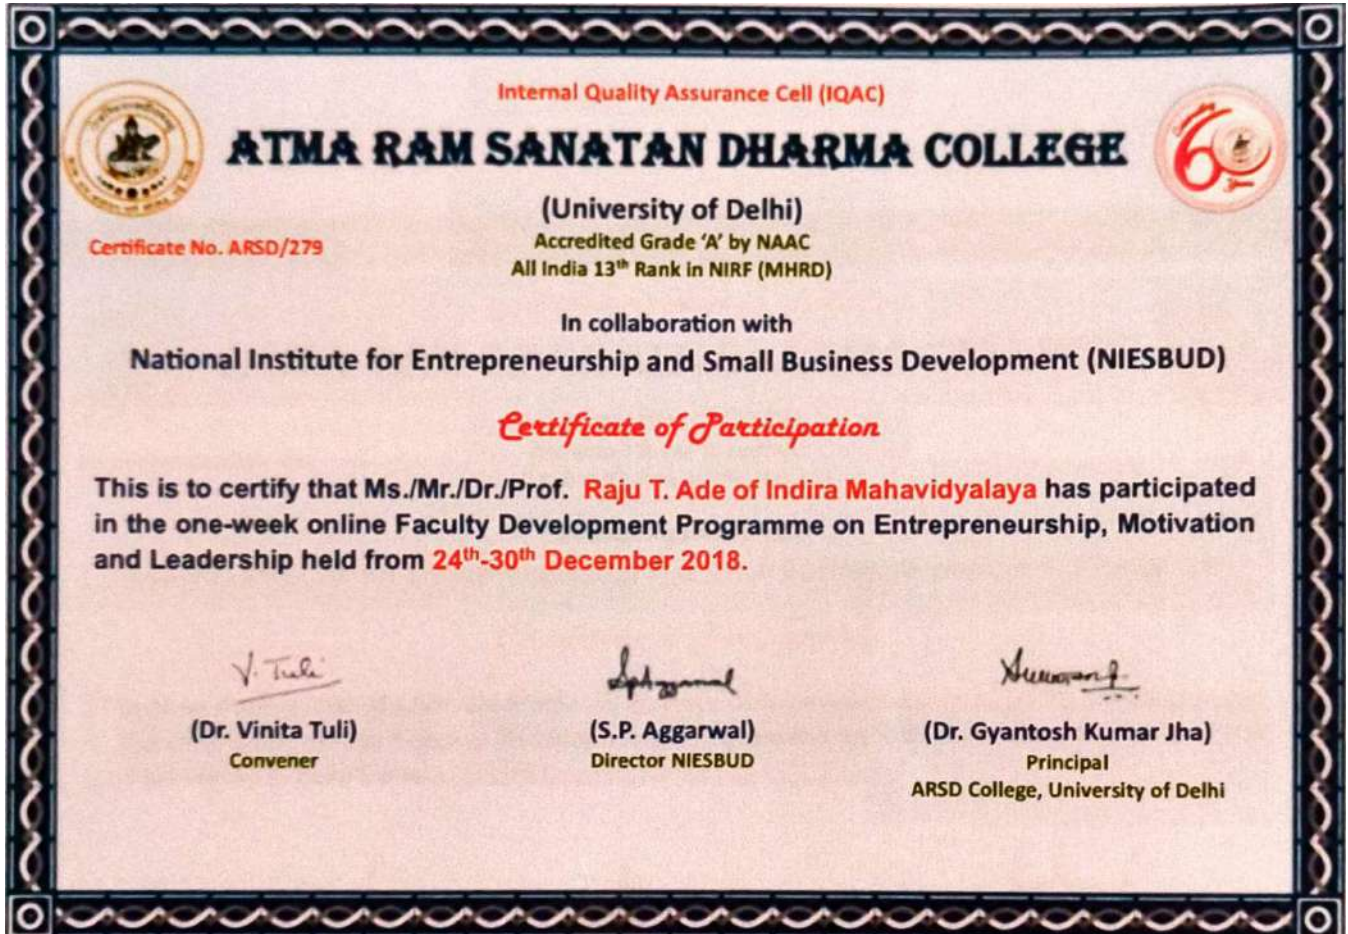 Internal Quality Assurance Cell (IQAC)
ATMA RAM SANATAN DHARMA COLLEGE
(University of Delhi)
Accredited Grade 'A' by NAAC
Certificate No. ARSD/279
All India 13th Rank in NIRF (MHRD)
In collaboration with
National Institute for Entrepreneurship and Small Business Development (NIESBUD)
Certificate of Participation
This is to certify that Ms./Mr./Dr./Prof. Raju T. Ade of Indira Mahavidyalaya has participated
in the one-week online Faculty Development Programme on Entrepreneurship, Motivation
and Leadership held from 24th-30th December 2018.
V. Tuli
(Dr. Vinita Tuli)
(S.P. Aggarwal)
(Dr. Gyantosh Kumar Jha)
Convener
Director NIESBUD
Principal
ARSD College, University of Delhi